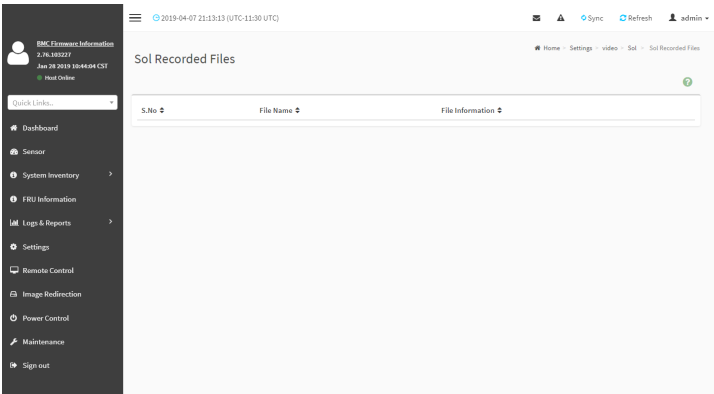 2019-04-07 21:13:13 (UTC-11:30 UTC)
Sync
Refresh
admin
BMC Firmware Information
2.76.103227
Jan 28 2019 10:44:04 CST
Host Online
Quick Links..
Dashboard
Sensor
System Inventory
FRU Information
Logs & Reports
Settings
Remote Control
Image Redirection
Power Control
Maintenance
Sign out
Sol Recorded Files
Home > Settings > video > Sol > Sol Recorded Files
S.No
File Name
File Information